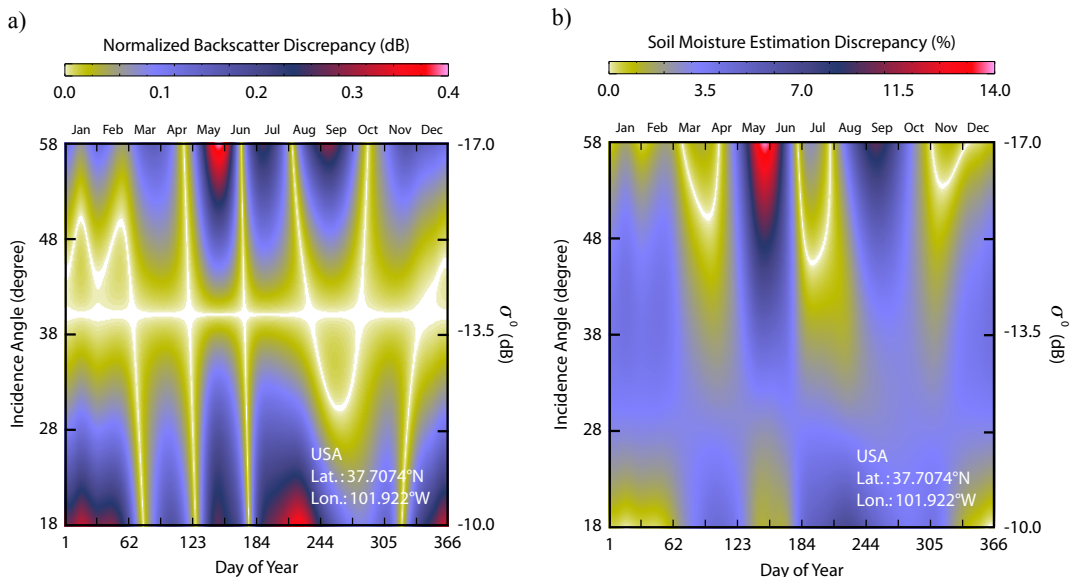 a)
Normalized Backscatter Discrepancy (dB)
0.0 0.1 0.2 0.3 0.4
Jan Feb Mar Apr May Jun Jul Aug Sep Oct Nov Dec
58
48
38
28
18
Incidence Angle (degree)
-17.0
-13.5
-10.0
σ⁰ (dB)
USA
Lat.: 37.7074°N
Lon.: 101.922°W
1 62 123 184 244 305 366
Day of Year
b)
Soil Moisture Estimation Discrepancy (%)
0.0 3.5 7.0 11.5 14.0
Jan Feb Mar Apr May Jun Jul Aug Sep Oct Nov Dec
58
48
38
28
18
Incidence Angle (degree)
-17.0
-13.5
-10.0
σ⁰ (dB)
USA
Lat.: 37.7074°N
Lon.: 101.922°W
1 62 123 184 244 305 366
Day of Year